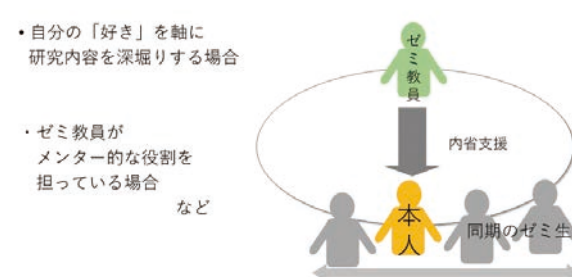 •自分の「好き」を軸に
研究内容を深堀りする場合
・ゼミ教員が
メンター的な役割を
担っている場合
など
ゼミ教員
内省支援
本人
同期のゼミ生